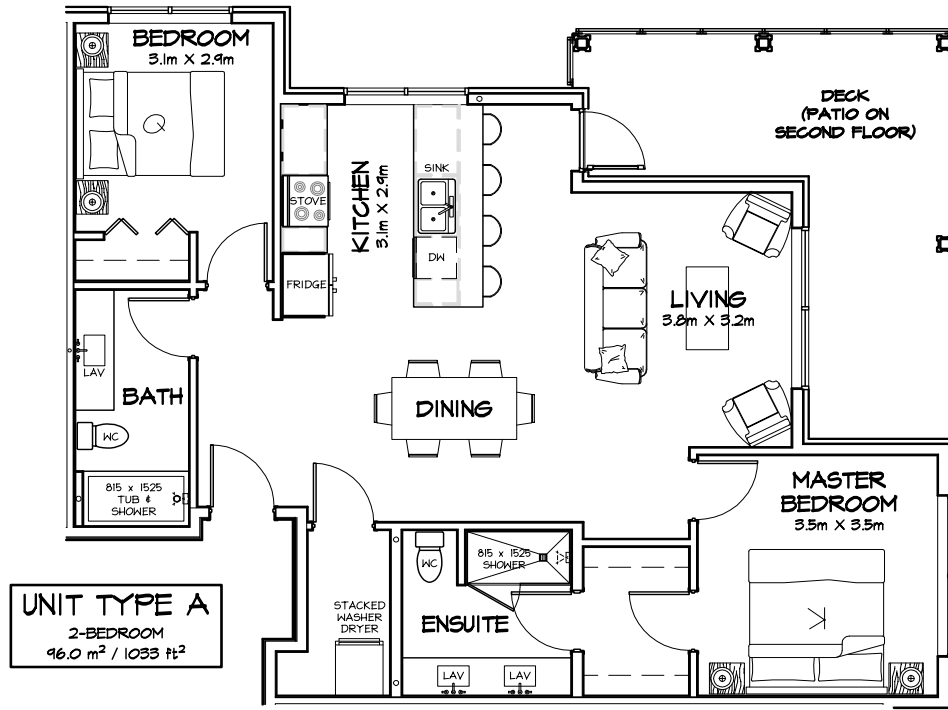 BEDROOM
3.1m X 2.9m
DECK
(PATIO ON
SECOND FLOOR)
KITCHEN
3.1m X 2.9m
SINK
STOVE
DW
FRIDGE
LIVING
3.8m X 3.2m
LAV
BATH
DINING
WC
815 x 1525
TUB &
SHOWER
MASTER
BEDROOM
3.5m X 3.5m
815 x 1525
SHOWER
WC
UNIT TYPE A
2-BEDROOM
96.0 m² / 1033 ft²
STACKED
WASHER
DRYER
ENSUITE
LAV
LAV